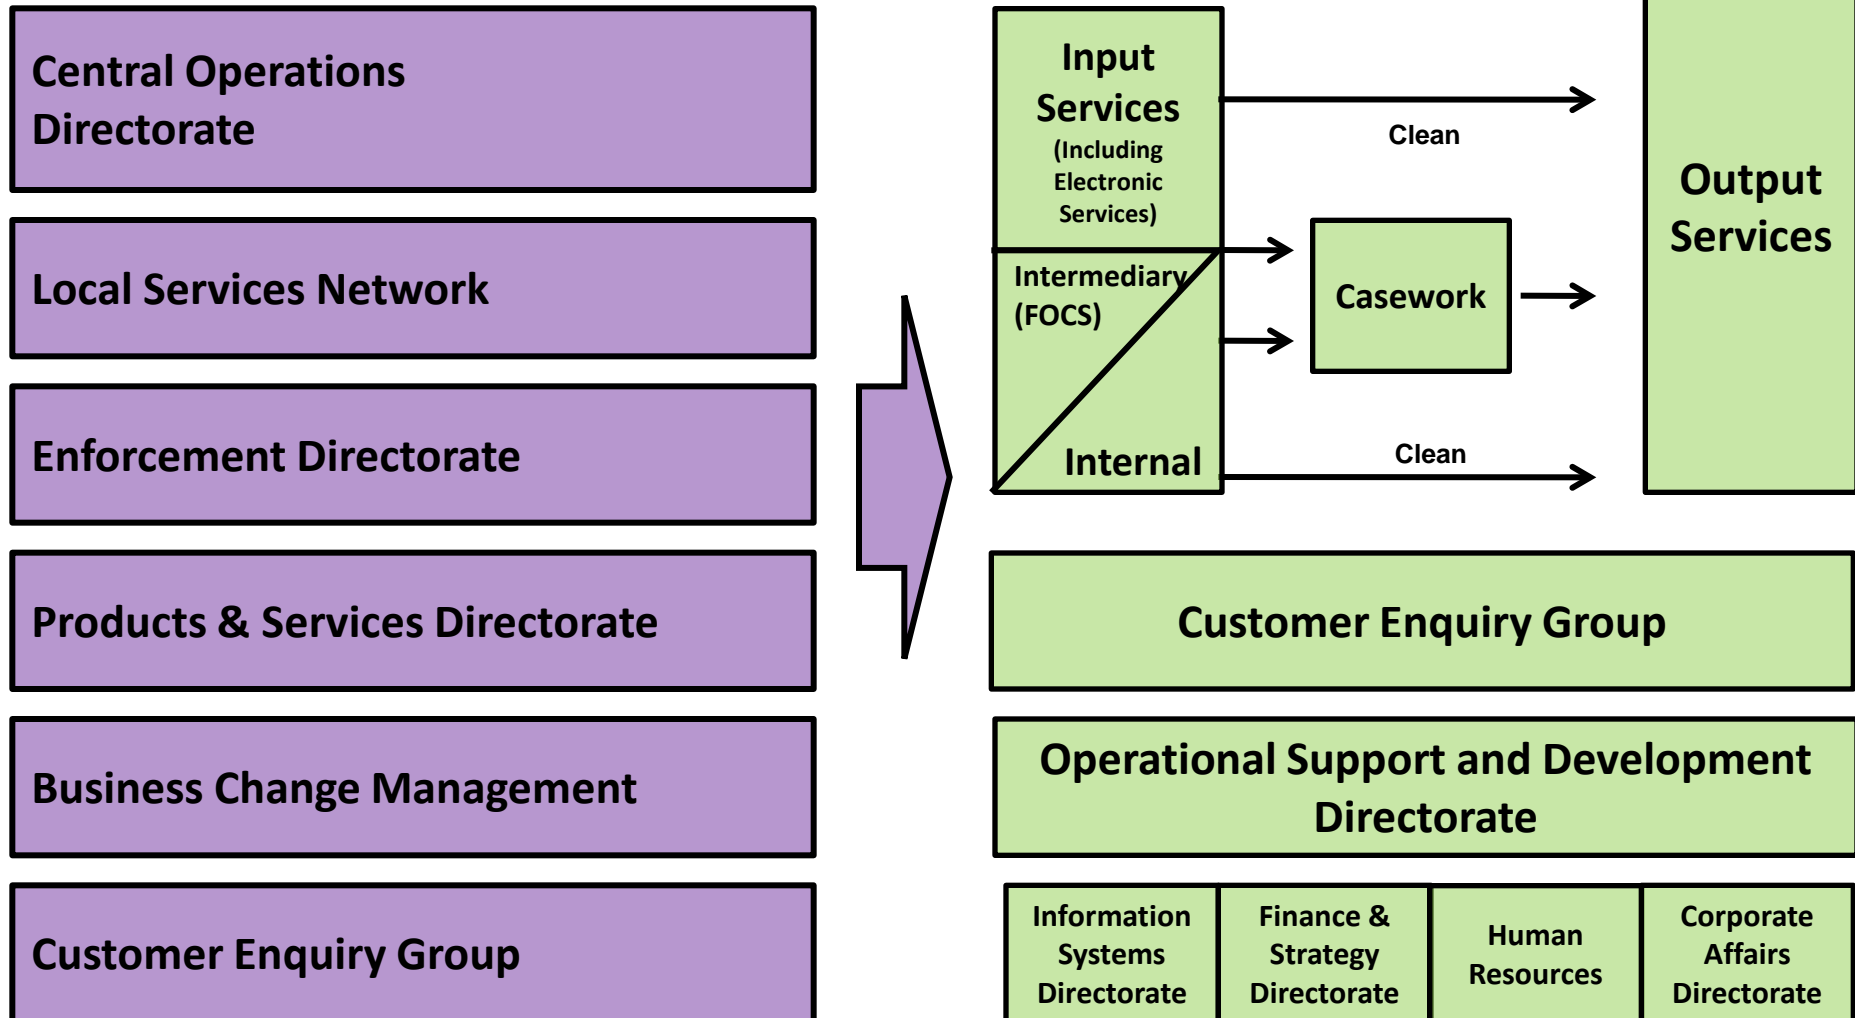 Central Operations
Directorate
Local Services Network
Enforcement Directorate
Products & Services Directorate
Business Change Management
Customer Enquiry Group
Input
Services
(Including
Electronic
Services)
Intermediary
(FOCS)
Internal
Clean
Casework
Clean
Output
Services
Customer Enquiry Group
Operational Support and Development
Directorate
Information
Systems
Directorate
Finance &
Strategy
Directorate
Human
Resources
Corporate
Affairs
Directorate